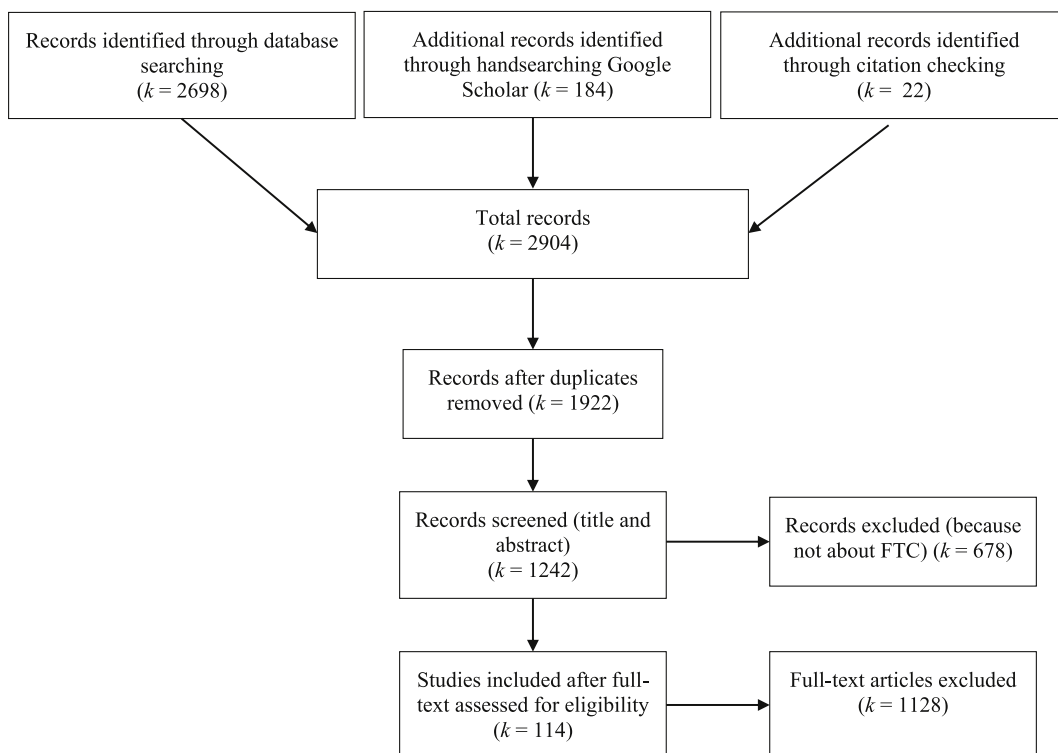 Records identified through database
searching
(k = 2698)
Additional records identified
through handsearching Google
Scholar (k = 184)
Additional records identified
through citation checking
(k = 22)
Total records
(k = 2904)
Records after duplicates
removed (k = 1922)
Records screened (title and
abstract)
(k = 1242)
Records excluded (because
not about FTC) (k = 678)
Studies included after full-
text assessed for eligibility
(k = 114)
Full-text articles excluded
(k = 1128)